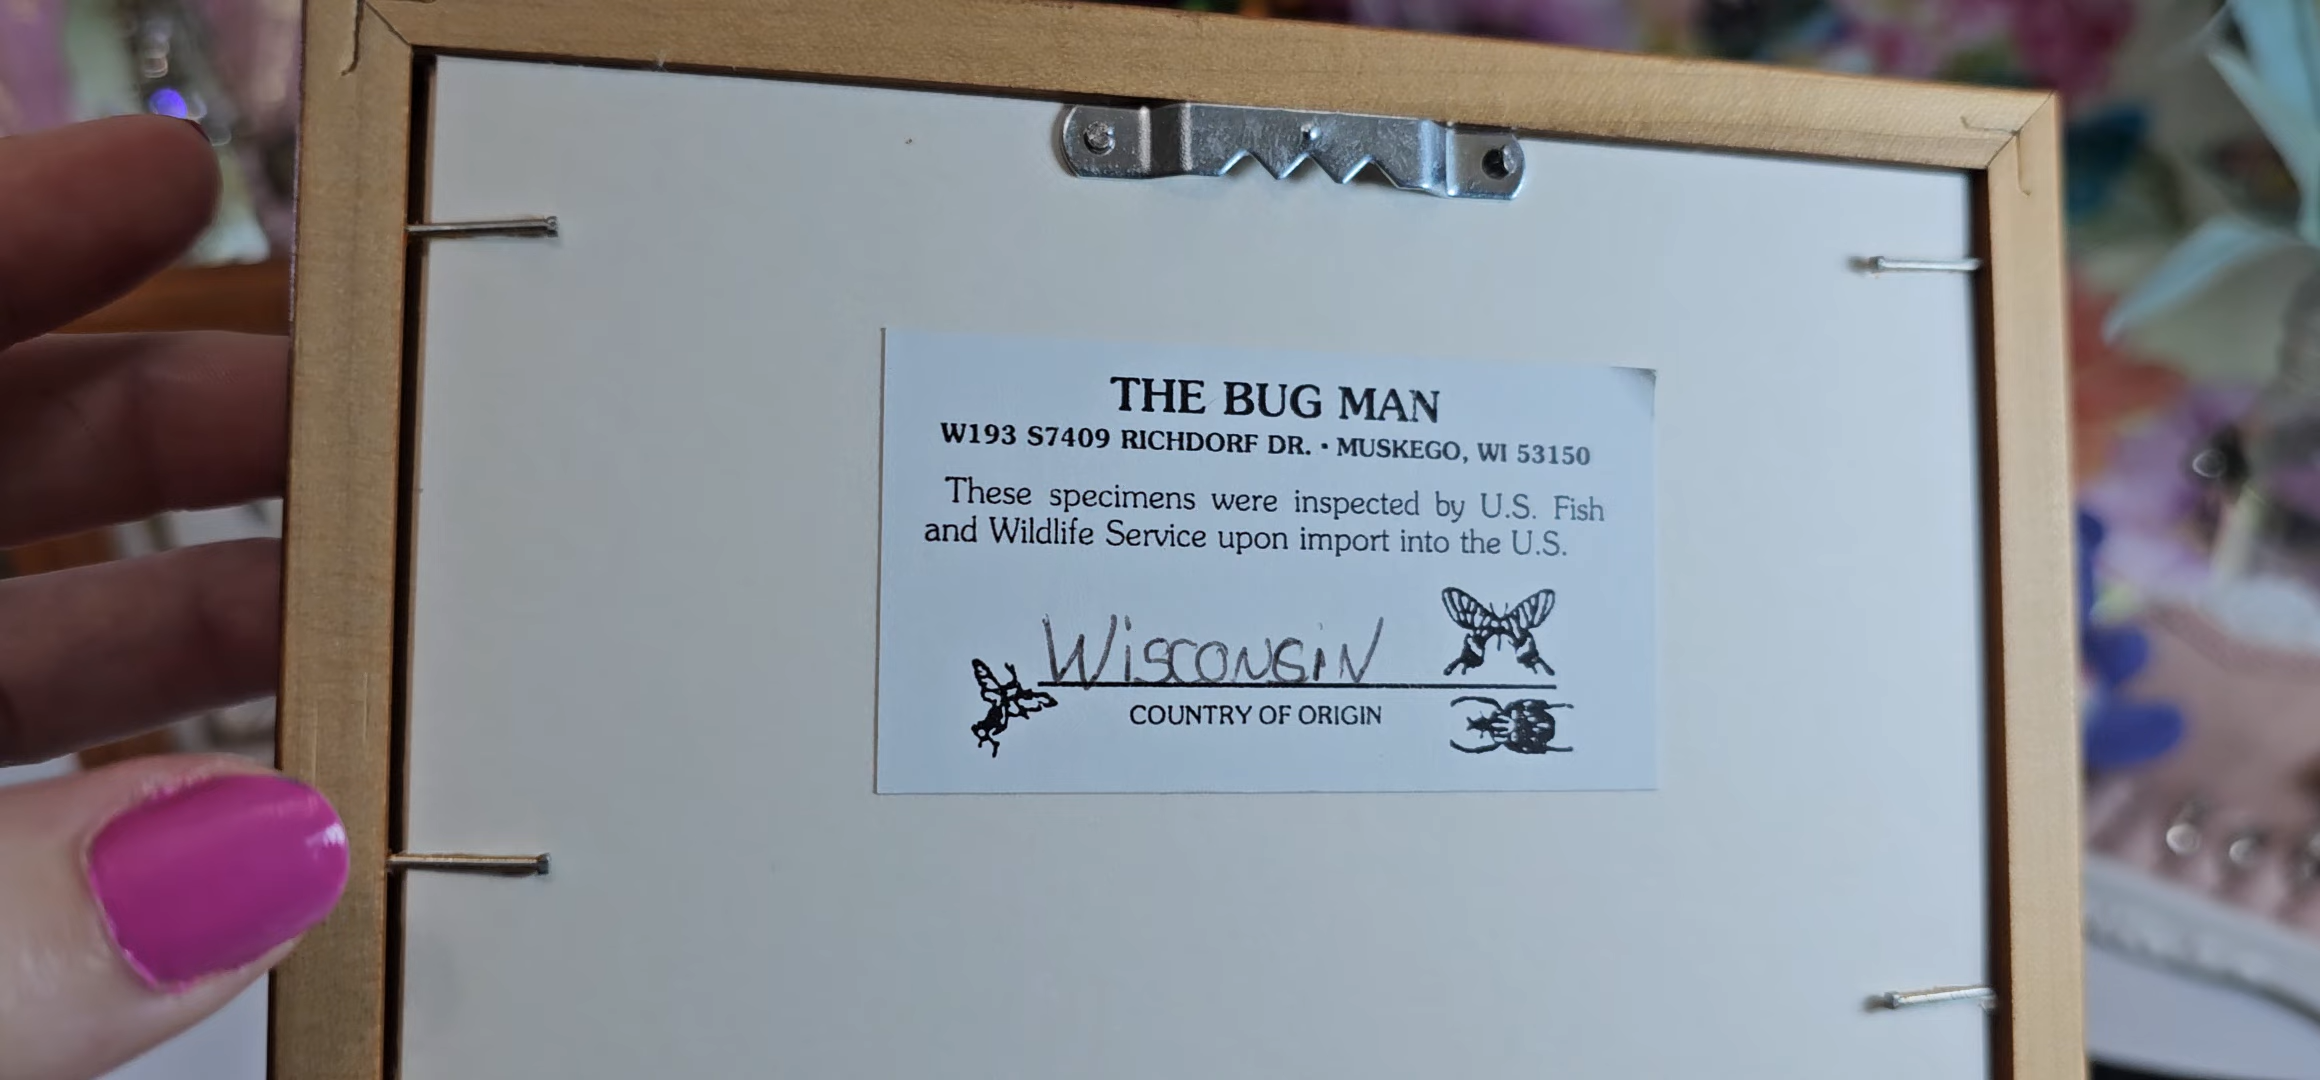 THE BUG MAN
W193 S7409 RICHDORF DR. • MUSKEGO, WI 53150
These specimens were inspected by U.S. Fish
and Wildlife Service upon import into the U.S.
WiSCONSiN
COUNTRY OF ORIGIN